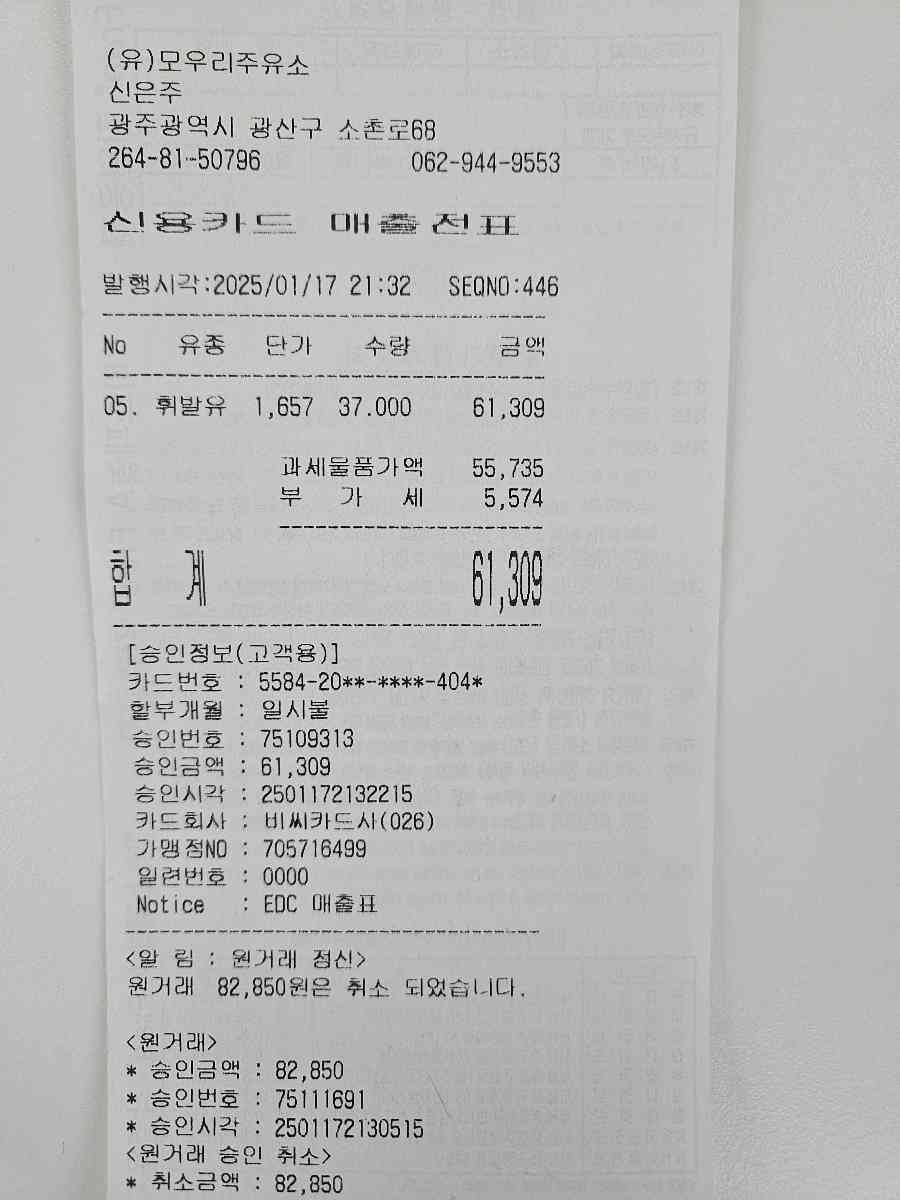 (유)모우리주유소
신은주
광주광역시 광산구 소촌로68
264-81-50796 062-944-9553
신용카드 매출전표
발행시각:2025/01/17 21:32 SEQNO:446
No 유종 단가 수량 금액
05. 휘발유 1,657 37.000 61,309
과세물품가액 55,735
부 가 세 5,574
합 계 61,309
[승인정보(고객용)]
카드번호 : 5584-20**-****-404*
할부개월 : 일시불
승인번호 : 75109313
승인금액 : 61,309
승인시각 : 2501172132215
카드회사 : 비씨카드사(026)
가맹점NO : 705716499
일련번호 : 0000
Notice : EDC 매출표
<알 림 : 원거래 정신>
원거래 82,850원은 취소 되었습니다.
<원거래>
* 승인금액 : 82,850
* 승인번호 : 75111691
* 승인시각 : 2501172130515
<원거래 승인 취소>
* 취소금액 : 82,850